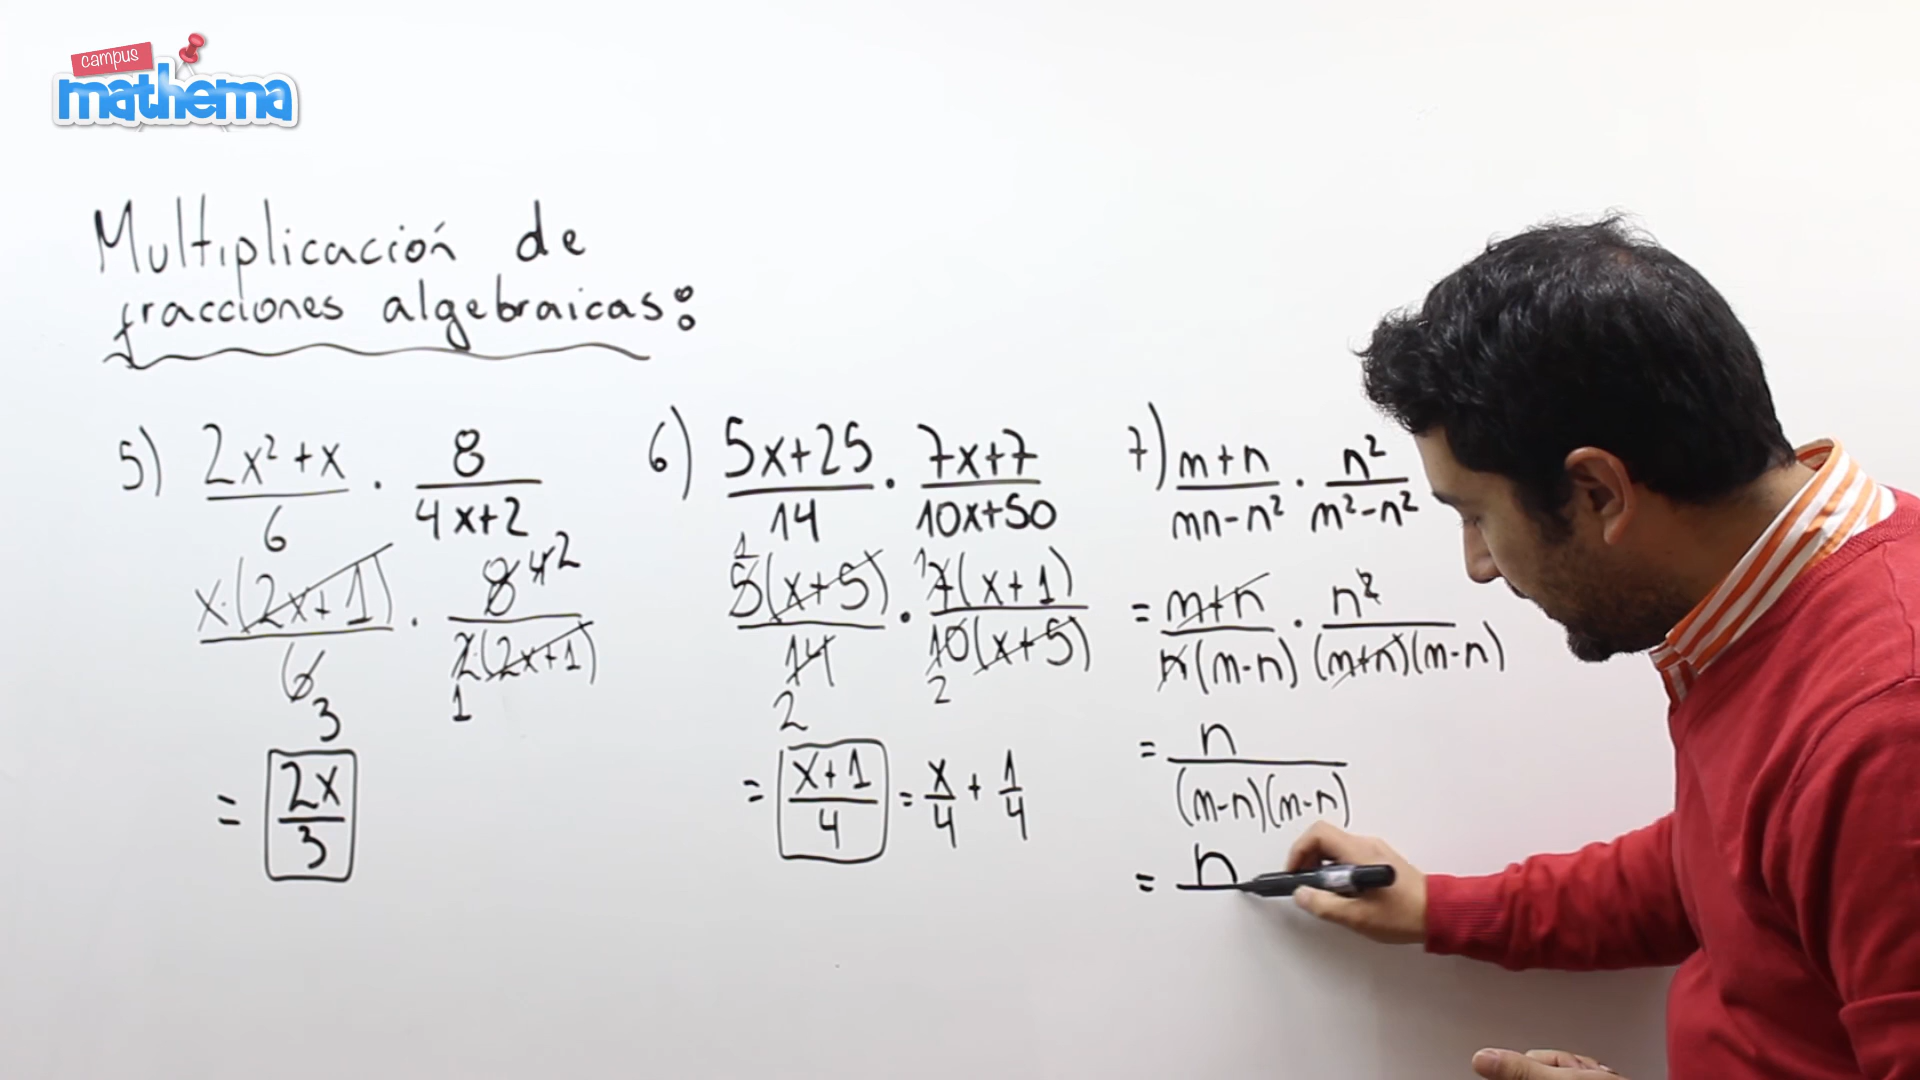 campus
mathema
Multiplicación de
fracciones algebraicas:
5) (2x² + x)/6 · 8/(4x+2)
x·(2x+1)/6 3 · 8 4 2/2·(2x+1) 1
= 2x/3
6) (5x+25)/14 · (7x+7)/(10x+50)
1 5(x+5)/14 2 · 1 7(x+1)/10(x+5) 2
= (x+1)/4 = x/4 + 1/4
7) (m+n)/(mn-n²) · n²/(m²-n²)
= (m+n)/n(m-n) · n²/(m+n)(m-n)
= n/(m-n)(m-n)
= n